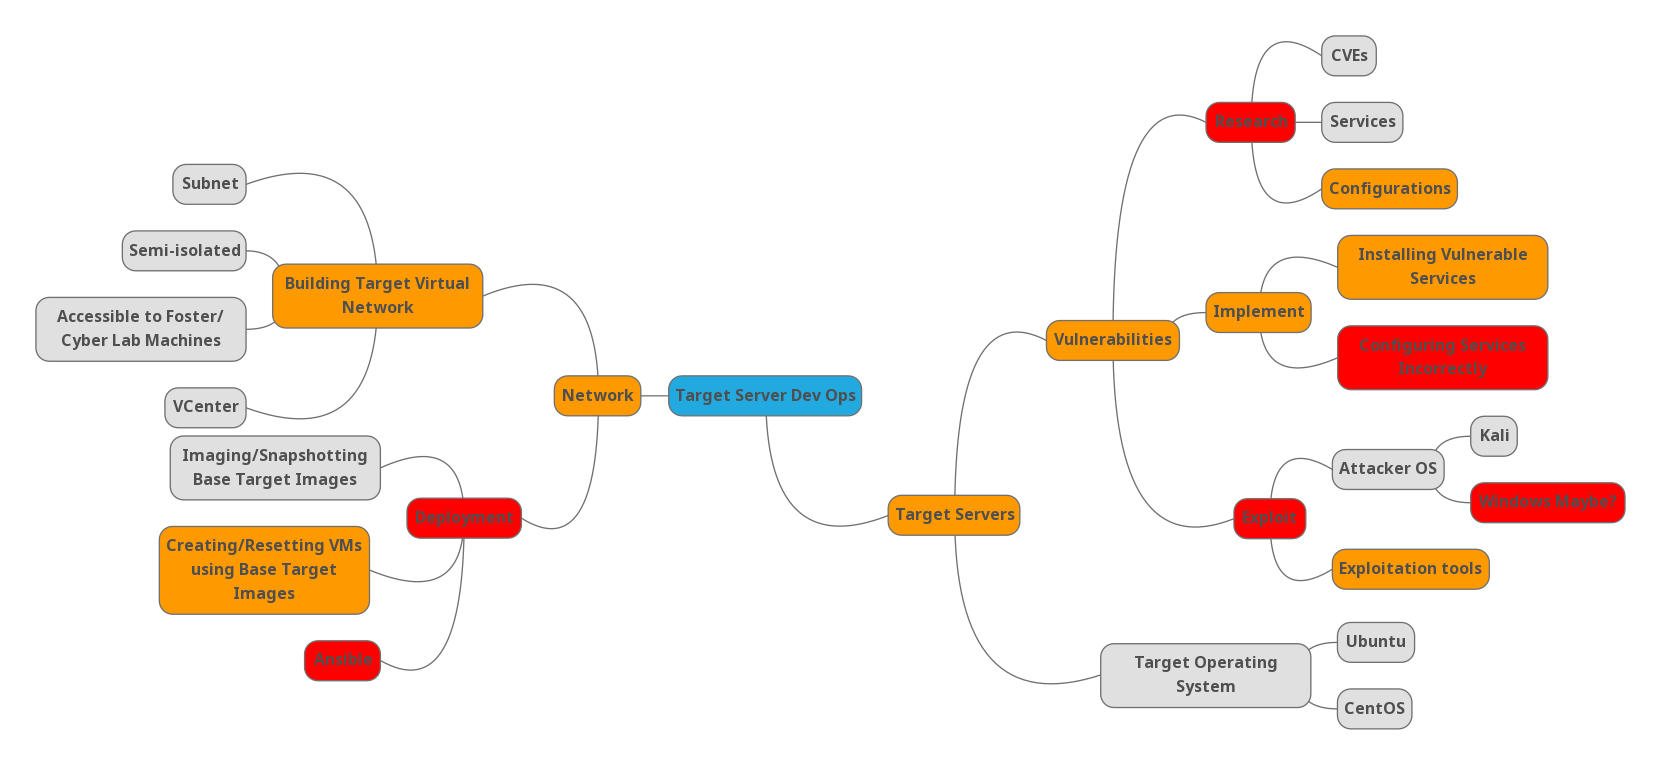 Target Server Dev Ops
Network
Building Target Virtual
Network
Subnet
Semi-isolated
Accessible to Foster/
Cyber Lab Machines
VCenter
Deployment
Imaging/Snapshotting
Base Target Images
Creating/Resetting VMs
using Base Target
Images
Ansible
Target Servers
Vulnerabilities
Research
CVEs
Services
Configurations
Implement
Installing Vulnerable
Services
Configuring Services
Incorrectly
Exploit
Attacker OS
Kali
Windows Maybe?
Exploitation tools
Target Operating
System
Ubuntu
CentOS